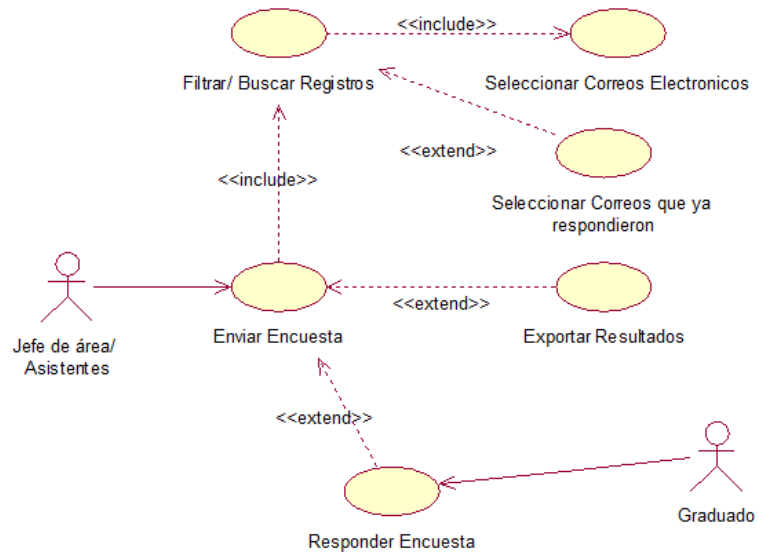 <<include>>
Filtrar/ Buscar Registros
Seleccionar Correos Electronicos
<<extend>>
<<include>>
Seleccionar Correos que ya
respondieron
<<extend>>
Jefe de área/
Asistentes
Enviar Encuesta
Exportar Resultados
<<extend>>
Graduado
Responder Encuesta